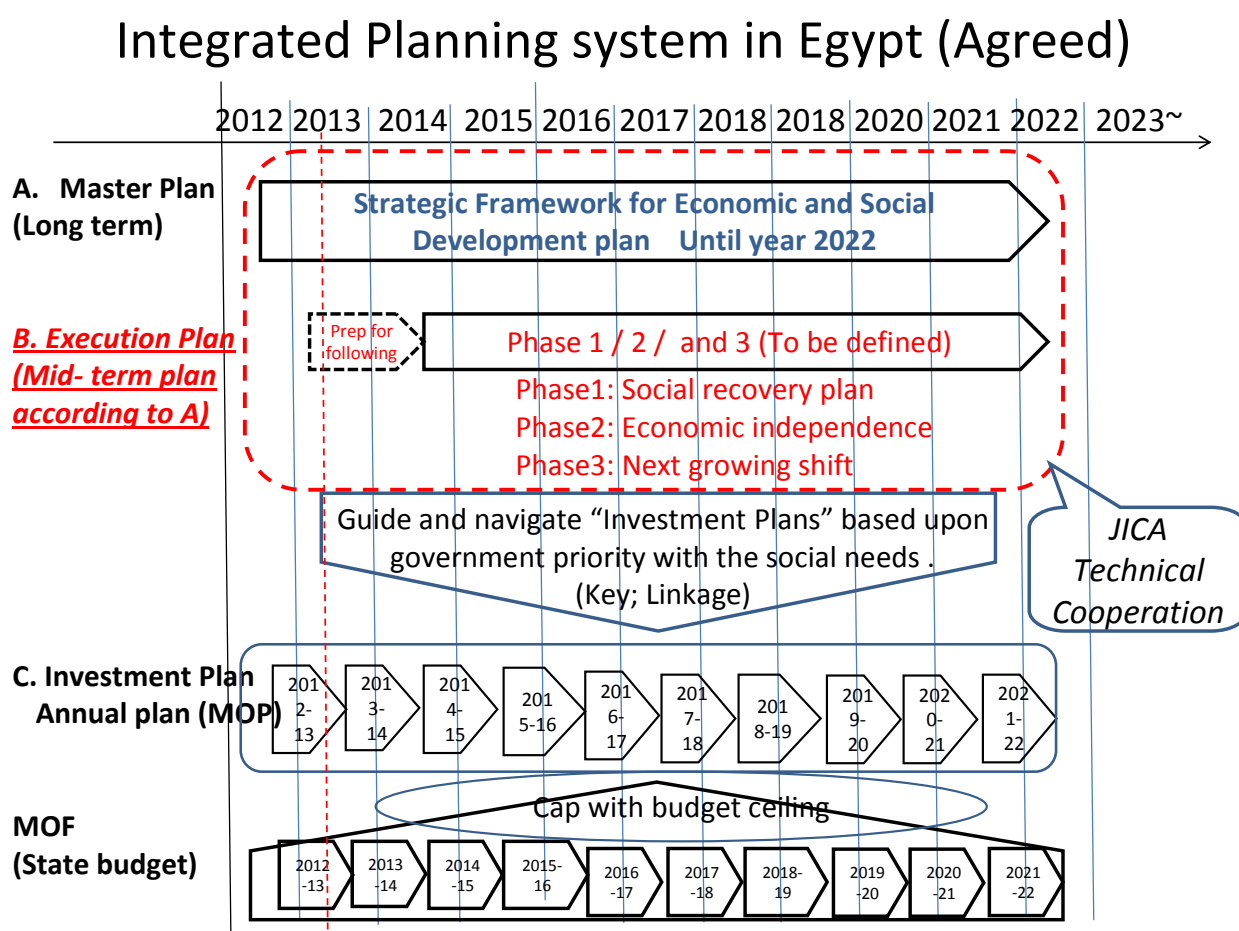 Integrated Planning system in Egypt (Agreed)
2012 2013 2014 2015 2016 2017 2018 2018 2020 2021 2022 2023~
A. Master Plan
(Long term)
Strategic Framework for Economic and Social
Development plan Until year 2022
B. Execution Plan
(Mid- term plan
according to A)
Prep for
following
Phase 1 / 2 / and 3 (To be defined)
Phase1: Social recovery plan
Phase2: Economic independence
Phase3: Next growing shift
Guide and navigate “Investment Plans” based upon
government priority with the social needs .
(Key; Linkage)
JICA
Technical
Cooperation
C. Investment Plan
Annual plan (MOP)
201
2-
13
201
3-
14
201
4-
15
201
5-16
201
6-
17
201
7-
18
201
8-19
201
9-
20
202
0-
21
202
1-
22
Cap with budget ceiling
MOF
(State budget)
2012
-13
2013
-14
2014
-15
2015-
16
2016
-17
2017
-18
2018-
19
2019
-20
2020
-21
2021
-22